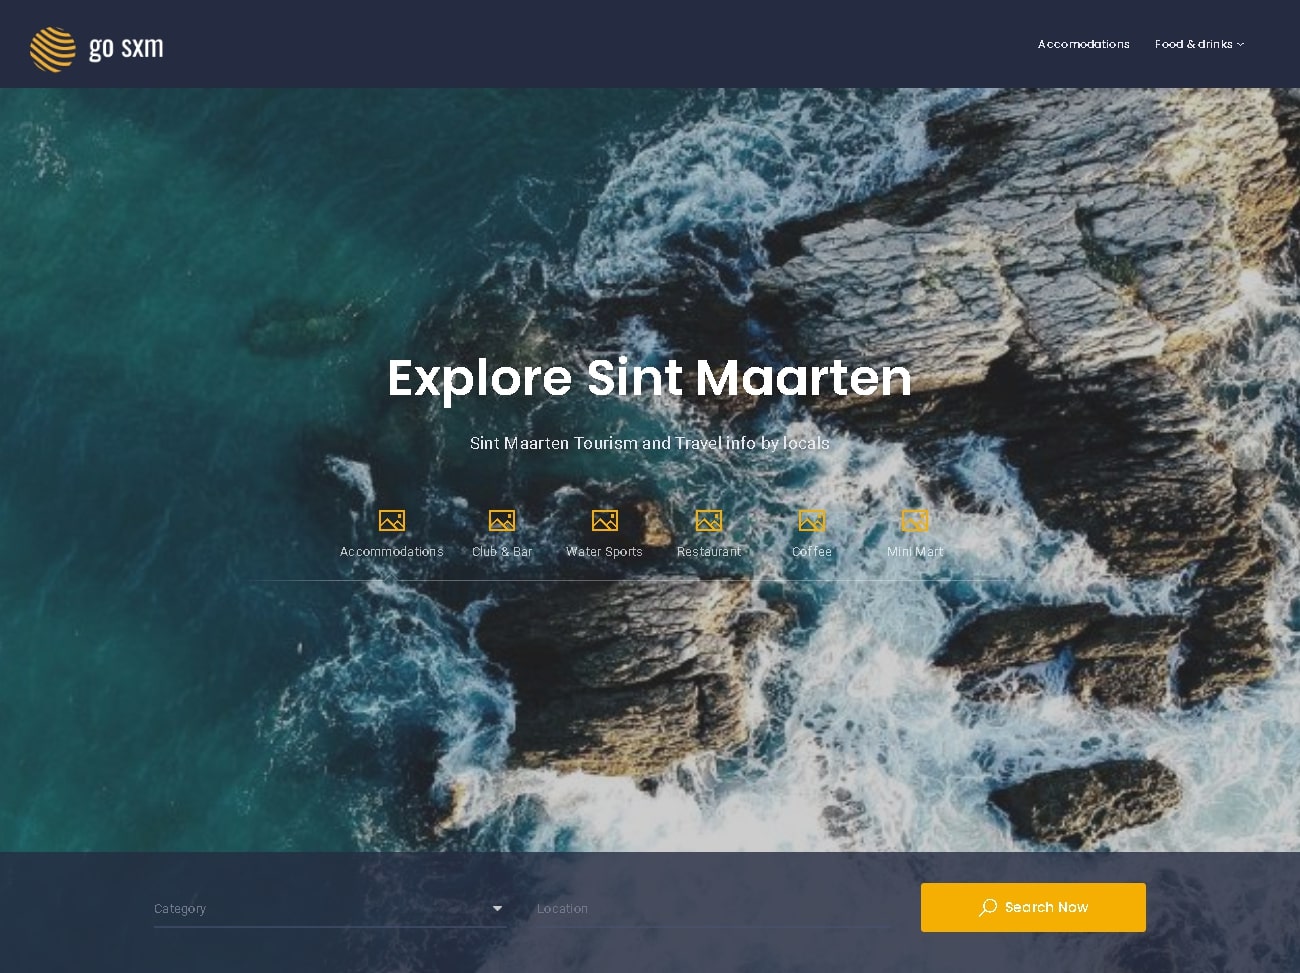 go sxm
Accomodations Food & drinks
Explore Sint Maarten
Sint Maarten Tourism and Travel info by locals
Accommodations Club & Bar Water Sports Restaurant Coffee Mini Mart
Category Location Search Now